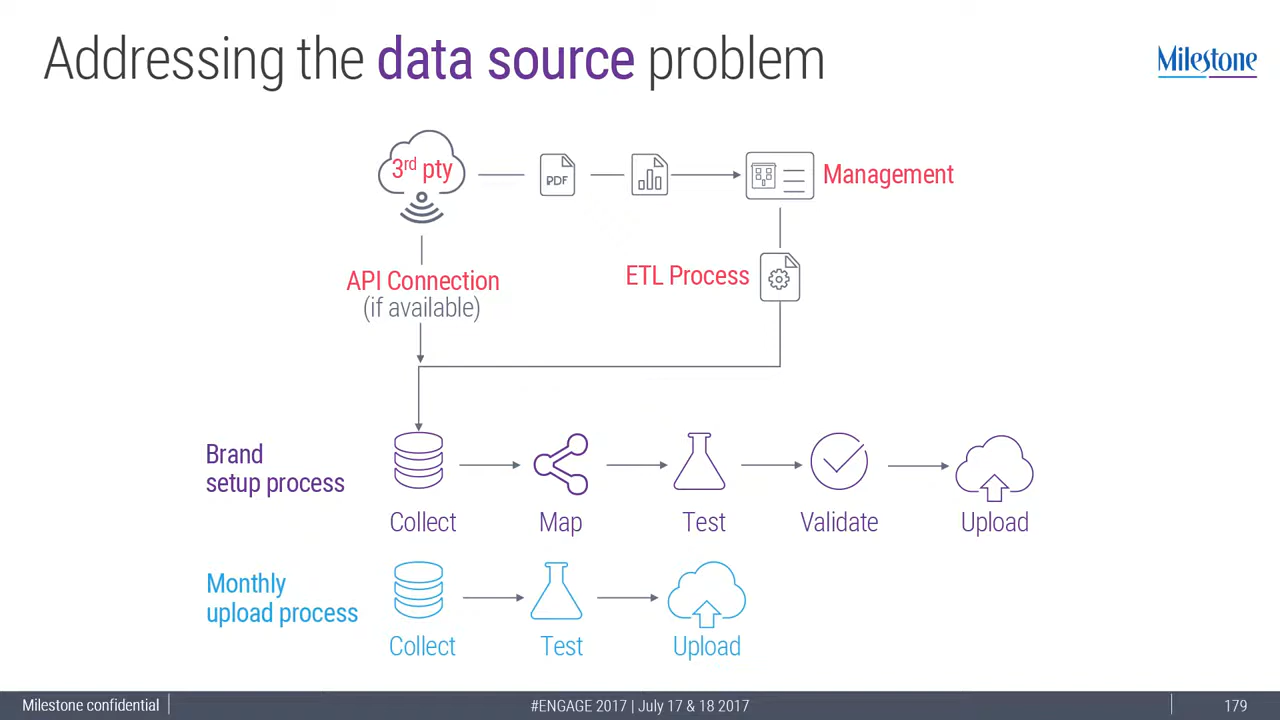 Addressing the data source problem
Milestone
3rd pty
PDF
Management
API Connection
(if available)
ETL Process
Brand
setup process
Collect
Map
Test
Validate
Upload
Monthly
upload process
Collect
Test
Upload
Milestone confidential
#ENGAGE 2017 | July 17 & 18 2017
179